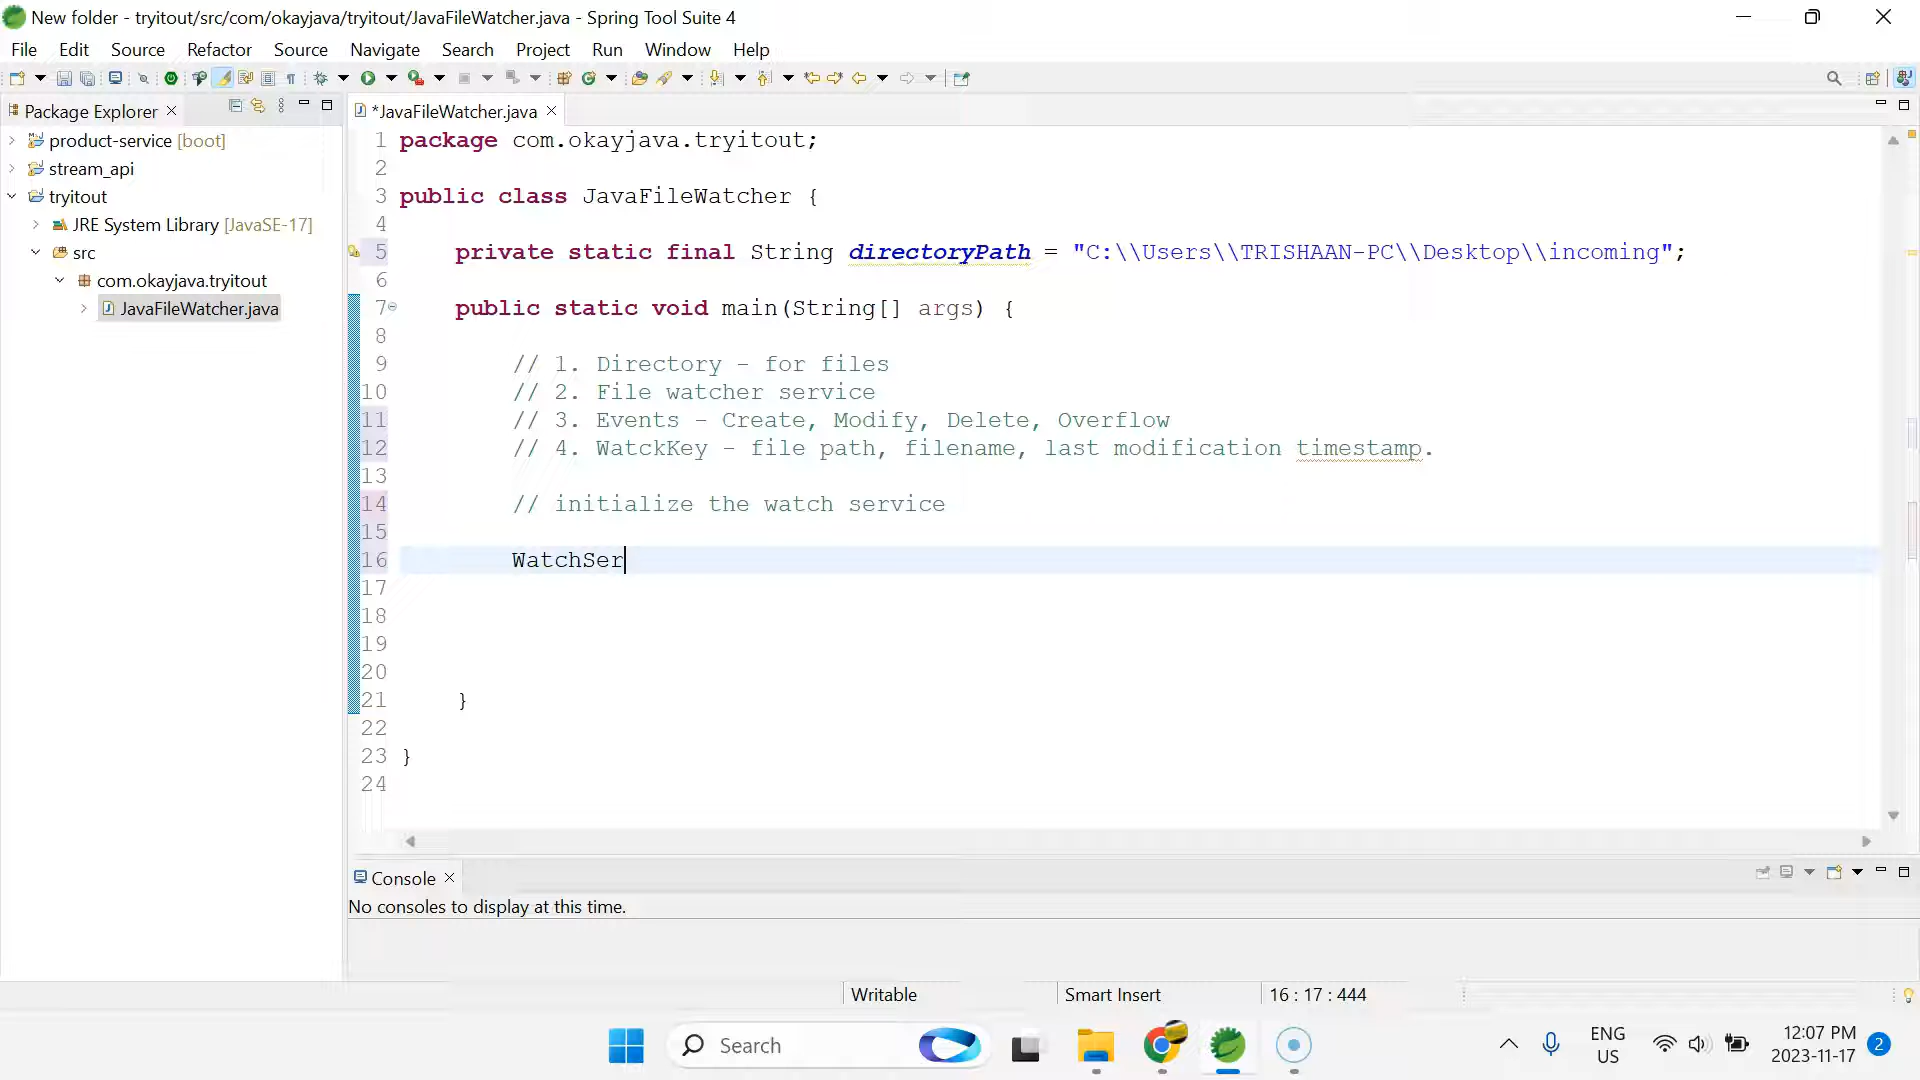 New folder - tryitout/src/com/okayjava/tryitout/JavaFileWatcher.java - Spring Tool Suite 4
File Edit Source Refactor Source Navigate Search Project Run Window Help
Package Explorer
product-service [boot]
stream_api
tryitout
JRE System Library [JavaSE-17]
src
com.okayjava.tryitout
JavaFileWatcher.java
*JavaFileWatcher.java
1 package com.okayjava.tryitout;
2
3 public class JavaFileWatcher {
4
5 private static final String directoryPath = "C:\\Users\\TRISHAAN-PC\\Desktop\\incoming";
6
7 public static void main(String[] args) {
8
9 // 1. Directory - for files
10 // 2. File watcher service
11 // 3. Events - Create, Modify, Delete, Overflow
12 // 4. WatckKey - file path, filename, last modification timestamp.
13
14 // initialize the watch service
15
16 WatchSer
17
18
19
20
21 }
22
23 }
24
Console
No consoles to display at this time.
Writable Smart Insert 16 : 17 : 444
Search
ENG
US
12:07 PM
2023-11-17
2